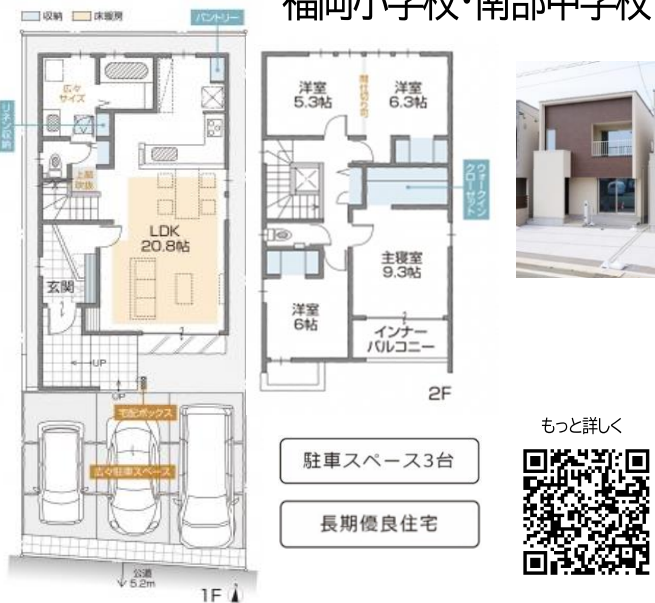 福岡小学校・南部中学校
収納 床暖房
パントリー
広々
サイズ
リネン収納
上部
吹抜
LDK
20.8帖
玄関
UP
UP
宅配ボックス
広々駐車スペース
公道
5.2m
1F
洋室
5.3帖
間仕切り可
洋室
6.3帖
ウォークイン
クローゼット
主寝室
9.3帖
洋室
6帖
インナー
バルコニー
2F
駐車スペース3台
長期優良住宅
もっと詳しく